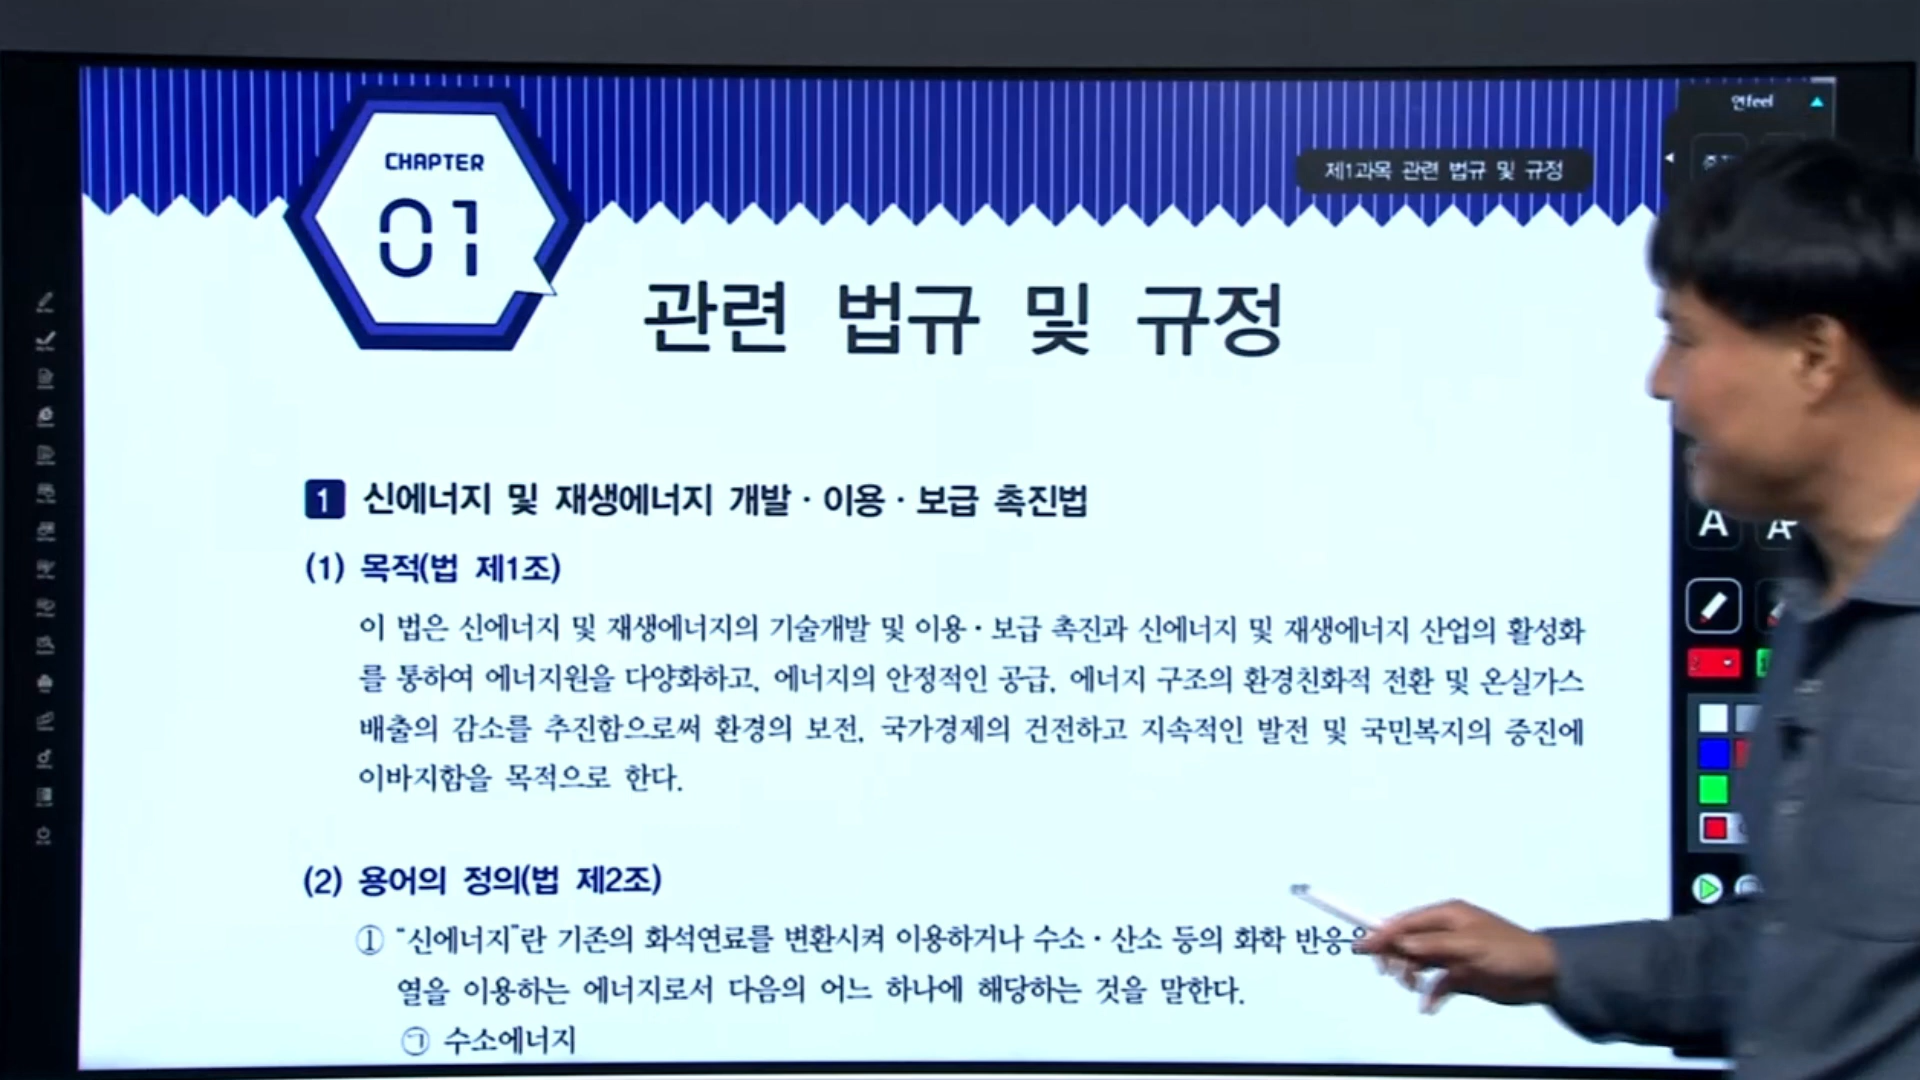 연feel
CHAPTER
01
제1과목 관련 법규 및 규정
관련 법규 및 규정
1 신에너지 및 재생에너지 개발 · 이용 · 보급 촉진법
(1) 목적(법 제1조)
이 법은 신에너지 및 재생에너지의 기술개발 및 이용 · 보급 촉진과 신에너지 및 재생에너지 산업의 활성화
를 통하여 에너지원을 다양화하고, 에너지의 안정적인 공급, 에너지 구조의 환경친화적 전환 및 온실가스
배출의 감소를 추진함으로써 환경의 보전, 국가경제의 건전하고 지속적인 발전 및 국민복지의 증진에
이바지함을 목적으로 한다.
(2) 용어의 정의(법 제2조)
① "신에너지"란 기존의 화석연료를 변환시켜 이용하거나 수소 · 산소 등의 화학 반응을
열을 이용하는 에너지로서 다음의 어느 하나에 해당하는 것을 말한다.
㉠ 수소에너지
A
A